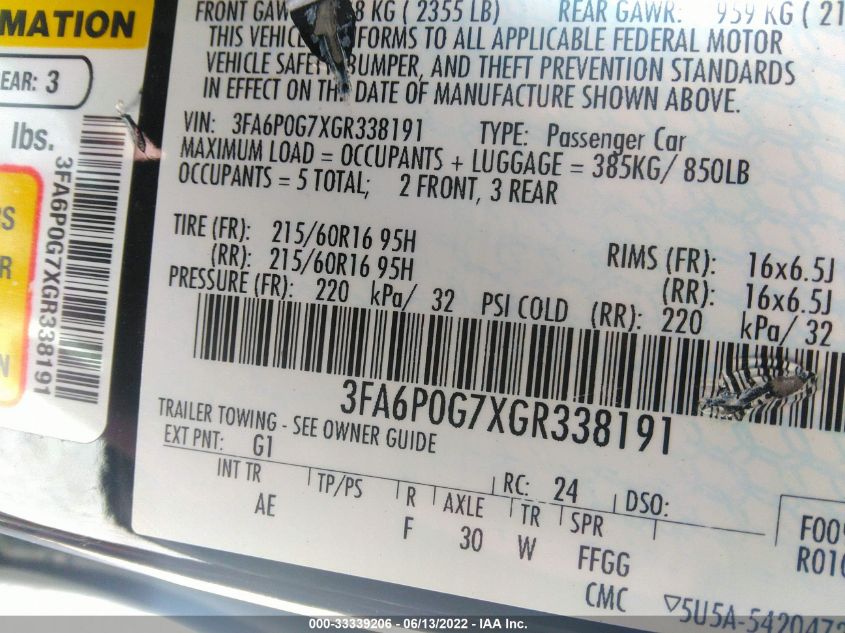 MATION
EAR: 3
lbs.
3FA6P0G7XGR338191
RS
ER
N
FRONT GAWR: 8 KG ( 2355 LB) REAR GAWR: 959 KG ( 21
THIS VEHICLE FORMS TO ALL APPLICABLE FEDERAL MOTOR
VEHICLE SAFETY, BUMPER, AND THEFT PREVENTION STANDARDS
IN EFFECT ON THE DATE OF MANUFACTURE SHOWN ABOVE.
VIN: 3FA6P0G7XGR338191 TYPE: Passenger Car
MAXIMUM LOAD = OCCUPANTS + LUGGAGE = 385KG/ 850LB
OCCUPANTS = 5 TOTAL; 2 FRONT, 3 REAR
TIRE (FR): 215/60R16 95H RIMS (FR): 16x6.5J
(RR): 215/60R16 95H (RR): 16x6.5J
PRESSURE (FR): 220 kPa/ 32 PSI COLD (RR): 220 kPa/ 32
3FA6P0G7XGR338191
TRAILER TOWING - SEE OWNER GUIDE
EXT PNT: G1 RC: 24 DSO:
INT TR TP/PS R AXLE TR SPR F00
AE F 30 W FFGG R010
CMC ▽5U5A-5420472
000-33339206 - 06/13/2022 - IAA Inc.